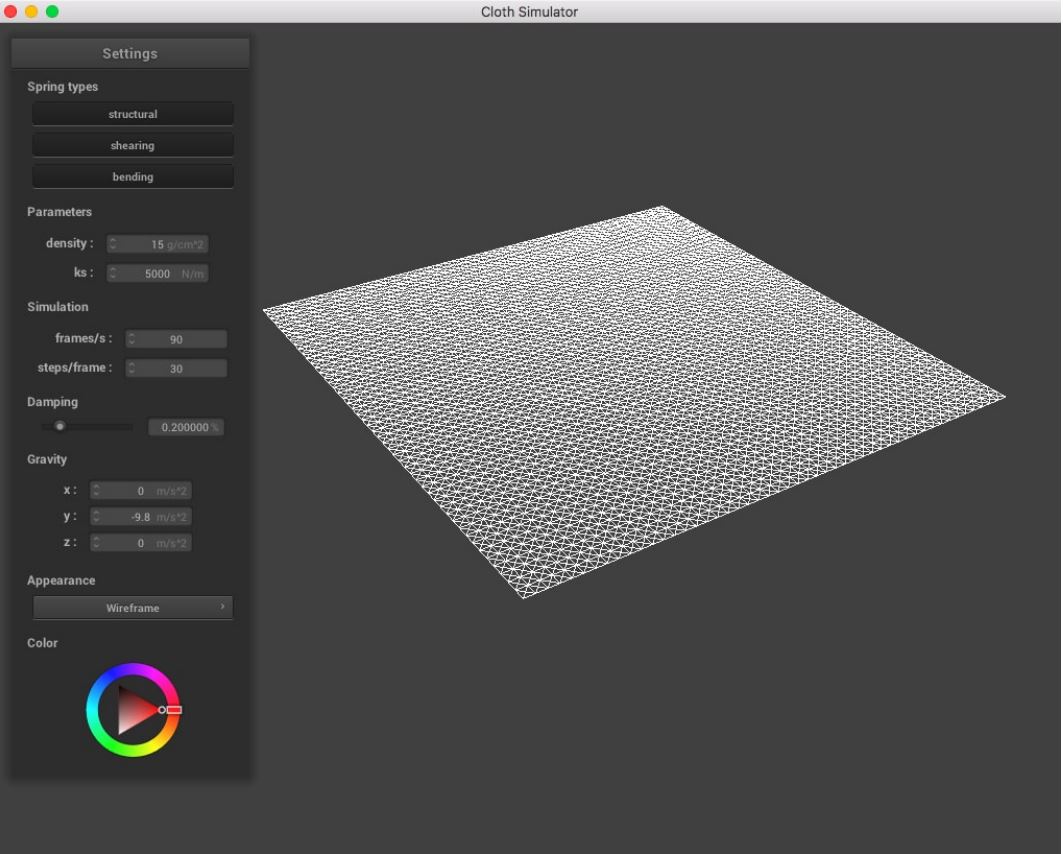 Cloth Simulator
Settings
Spring types
structural
shearing
bending
Parameters
density : 15 g/cm^2
ks : 5000 N/m
Simulation
frames/s : 90
steps/frame : 30
Damping
0.200000 %
Gravity
x : 0 m/s^2
y : -9.8 m/s^2
z : 0 m/s^2
Appearance
Wireframe
Color